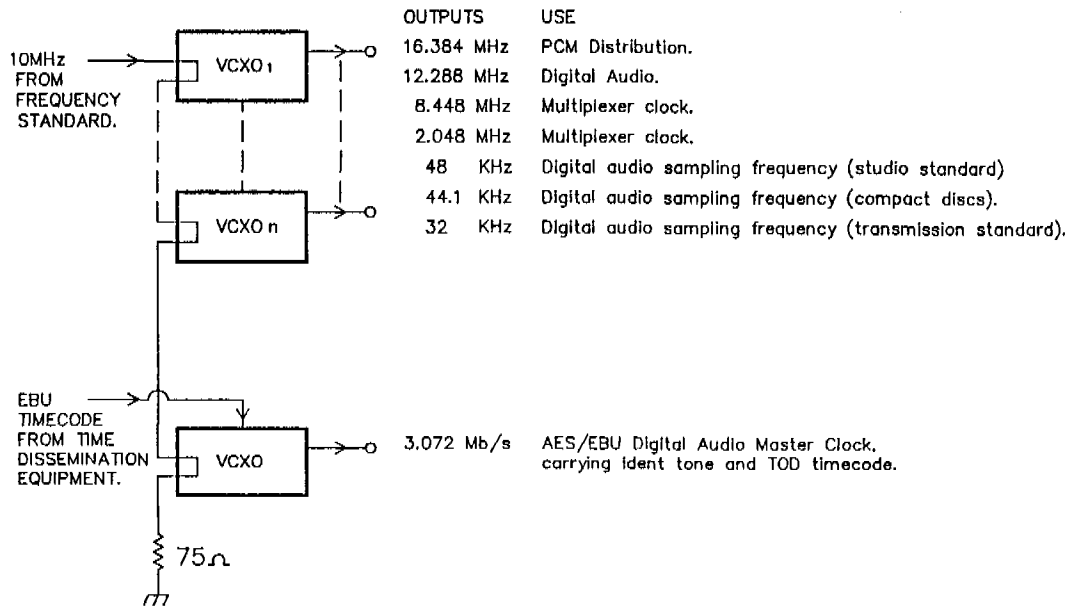 OUTPUTS USE
16.384 MHz PCM Distribution.
12.288 MHz Digital Audio.
8.448 MHz Multiplexer clock.
2.048 MHz Multiplexer clock.
48 KHz Digital audio sampling frequency (studio standard)
44.1 KHz Digital audio sampling frequency (compact discs).
32 KHz Digital audio sampling frequency (transmission standard).
10MHz
FROM
FREQUENCY
STANDARD.
VCXO 1
VCXO n
EBU
TIMECODE
FROM TIME
DISSEMINATION
EQUIPMENT.
VCXO
3.072 Mb/s AES/EBU Digital Audio Master Clock,
carrying ident tone and TOD timecode.
75Ω